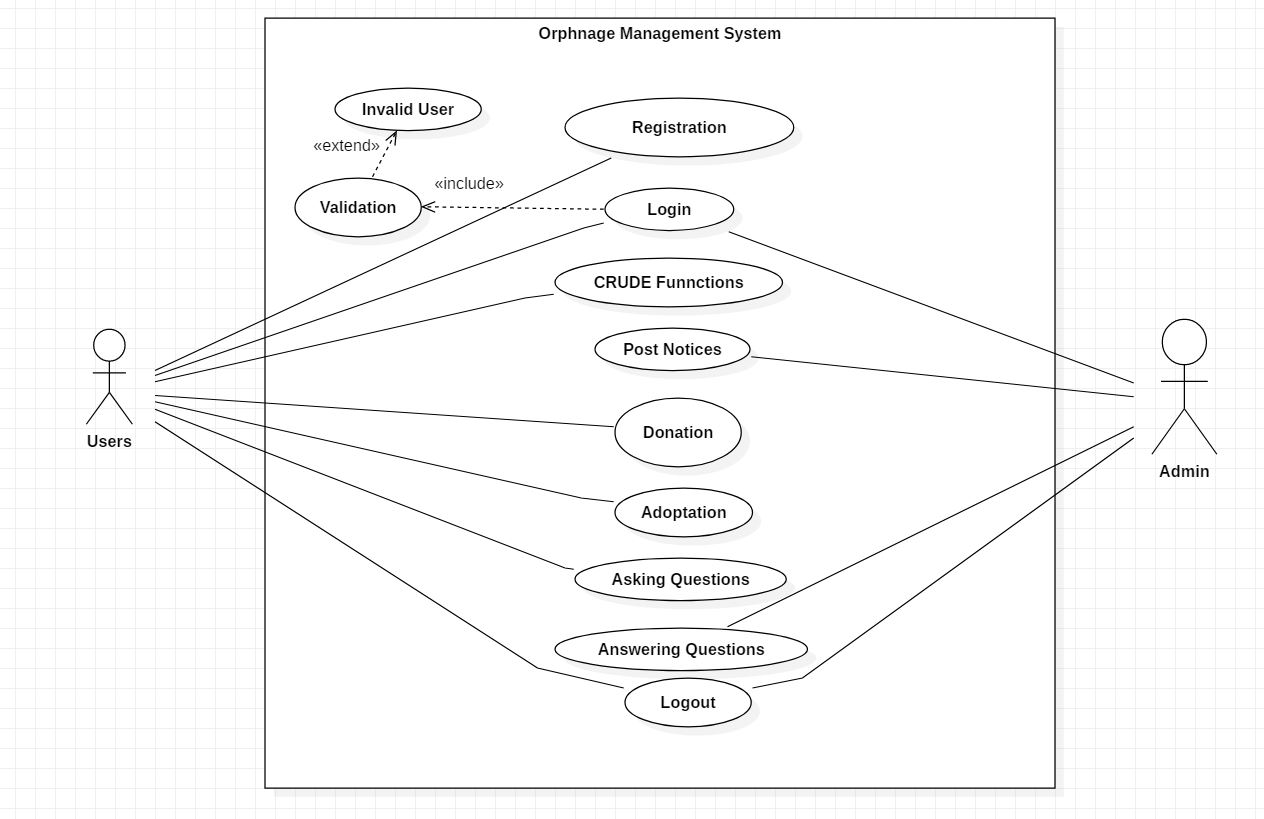 Orphnage Management System
Invalid User
Registration
«extend»
«include»
Validation
Login
CRUDE Funnctions
Post Notices
Donation
Users
Admin
Adoptation
Asking Questions
Answering Questions
Logout